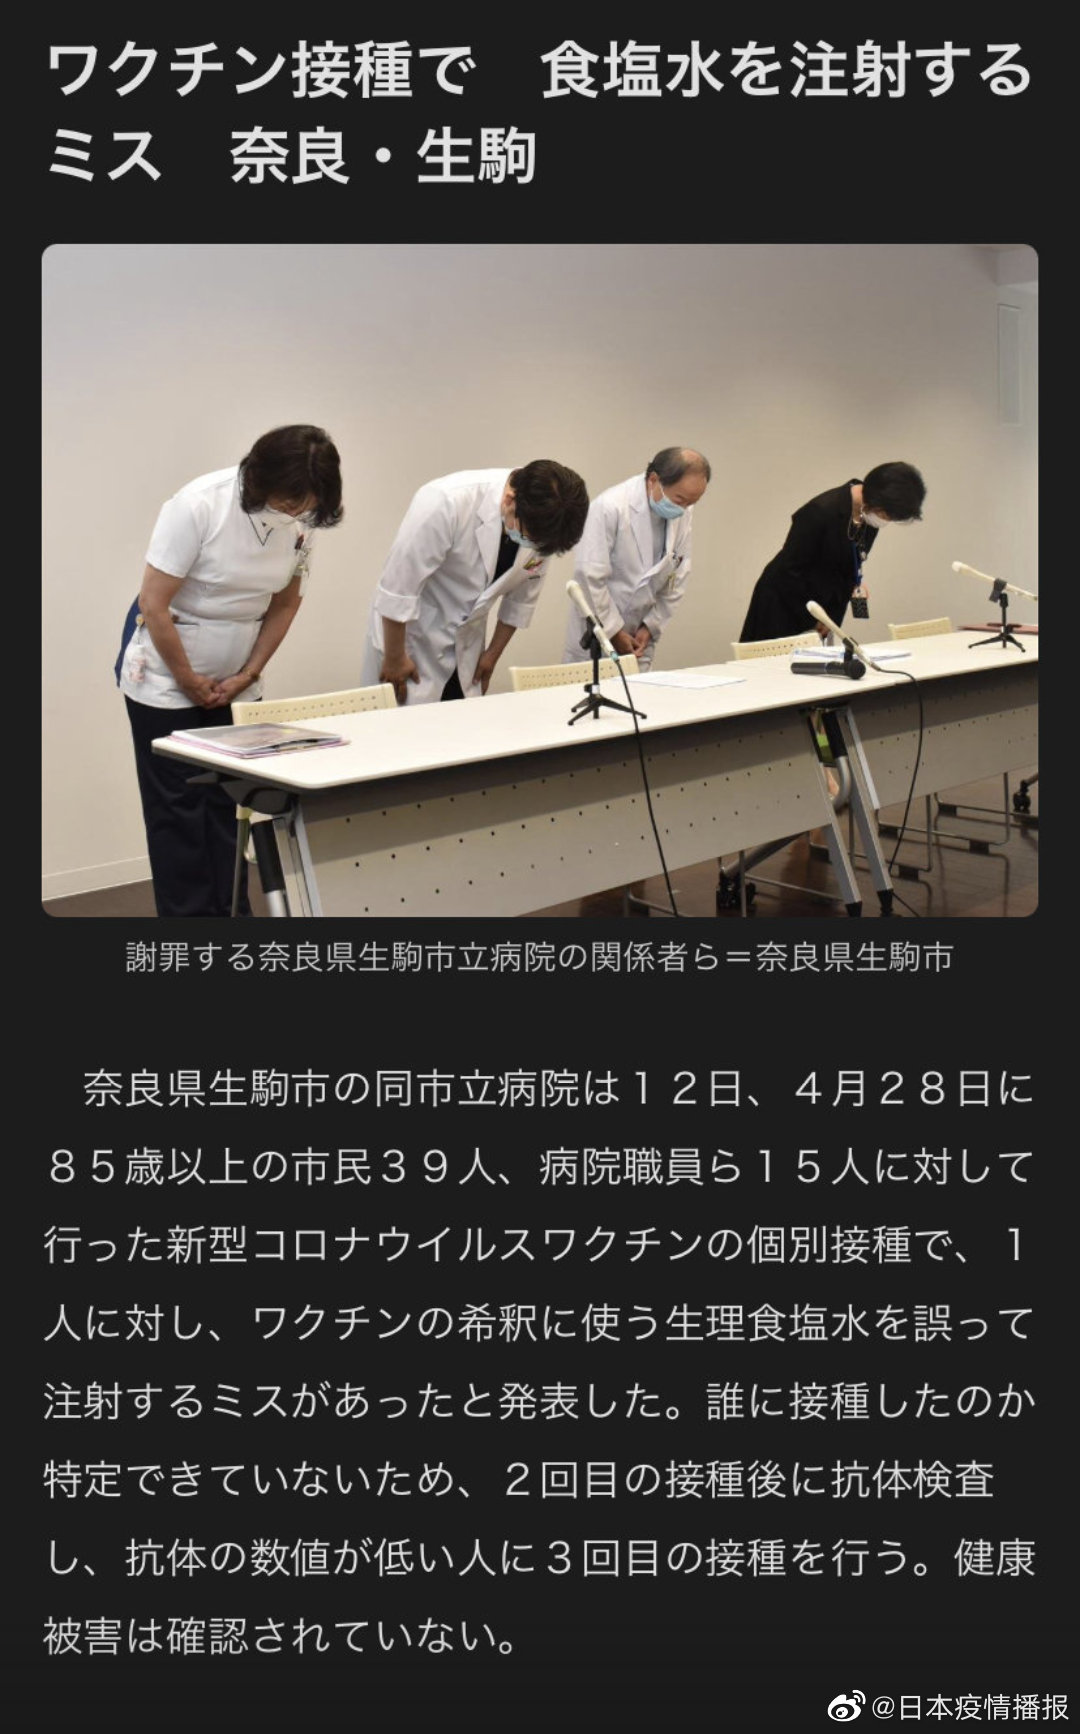 ワクチン接種で　食塩水を注射する
ミス　奈良・生駒
謝罪する奈良県生駒市立病院の関係者ら＝奈良県生駒市
　奈良県生駒市の同市立病院は１２日、４月２８日に
８５歳以上の市民３９人、病院職員ら１５人に対して
行った新型コロナウイルスワクチンの個別接種で、１
人に対し、ワクチンの希釈に使う生理食塩水を誤って
注射するミスがあったと発表した。誰に接種したのか
特定できていないため、２回目の接種後に抗体検査
し、抗体の数値が低い人に３回目の接種を行う。健康
被害は確認されていない。
@日本疫情播报